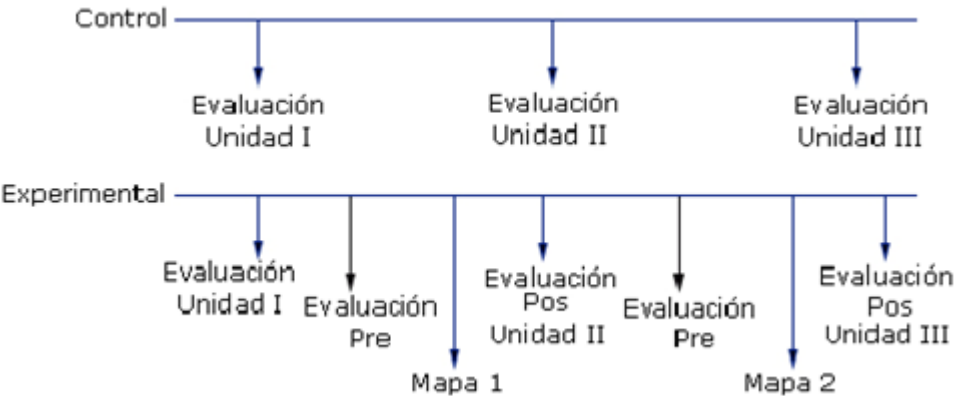 Control
Evaluación
Unidad I
Evaluación
Unidad II
Evaluación
Unidad III
Experimental
Evaluación
Unidad I
Evaluación
Pre
Mapa 1
Evaluación
Pos
Unidad II
Evaluación
Pre
Mapa 2
Evaluación
Pos
Unidad III